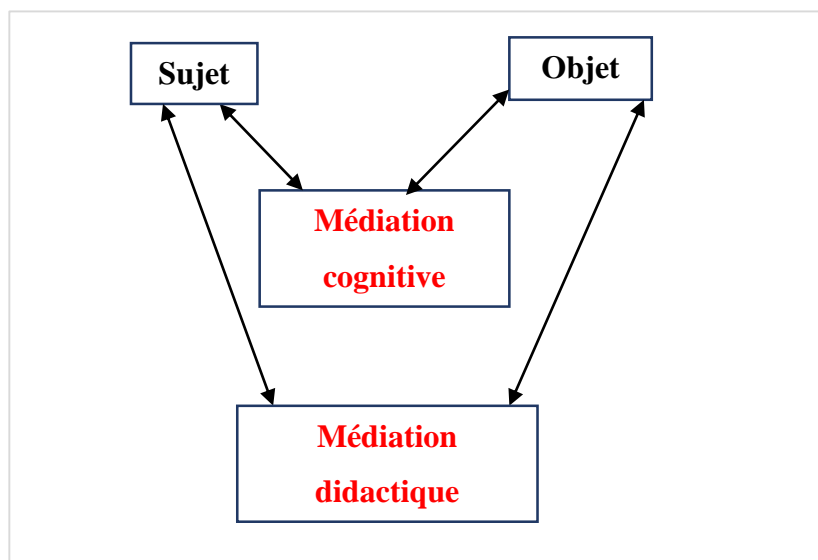 Sujet
Objet
Médiation
cognitive
Médiation
didactique